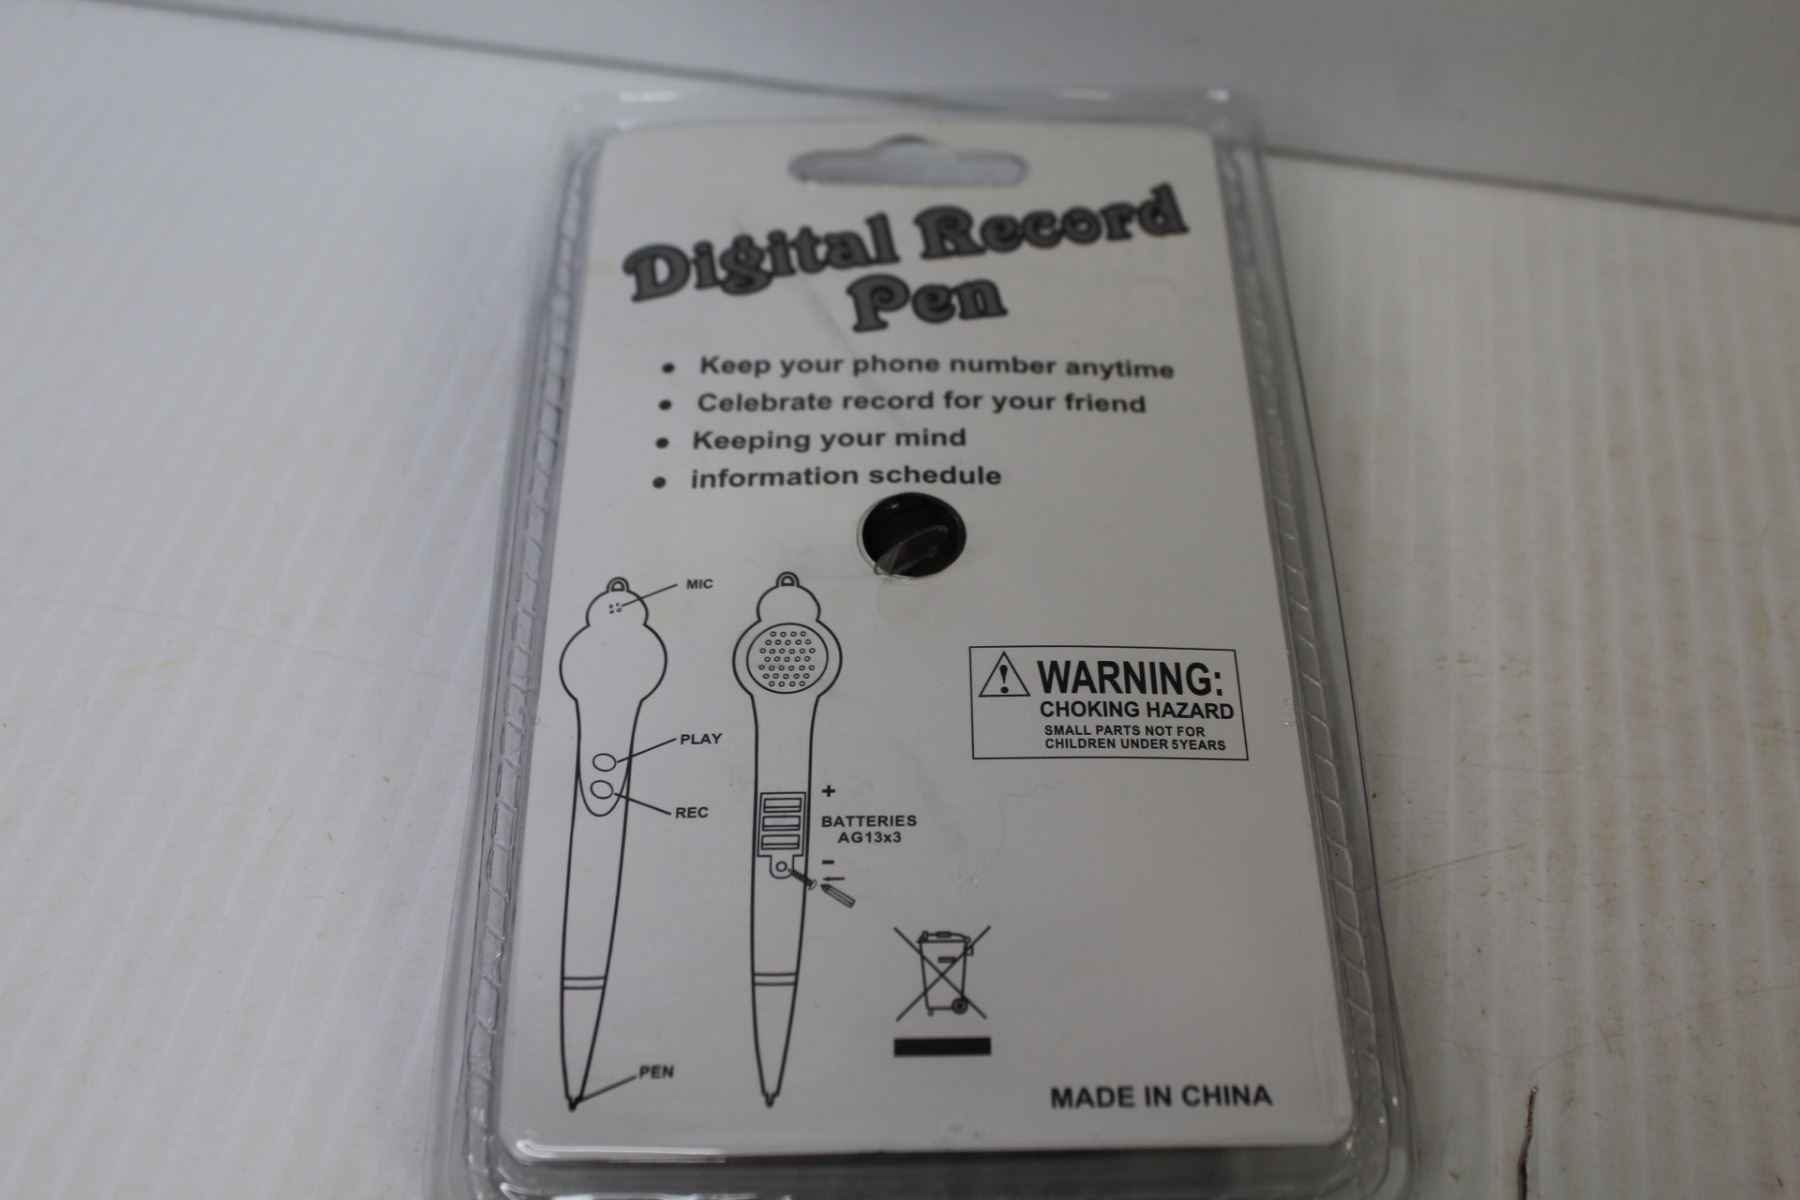 Digital Record
Pen
• Keep your phone number anytime
• Celebrate record for your friend
• Keeping your mind
• information schedule
MIC
PLAY
REC
+
BATTERIES
AG13x3
-
PEN
WARNING:
CHOKING HAZARD
SMALL PARTS NOT FOR
CHILDREN UNDER 5YEARS
MADE IN CHINA